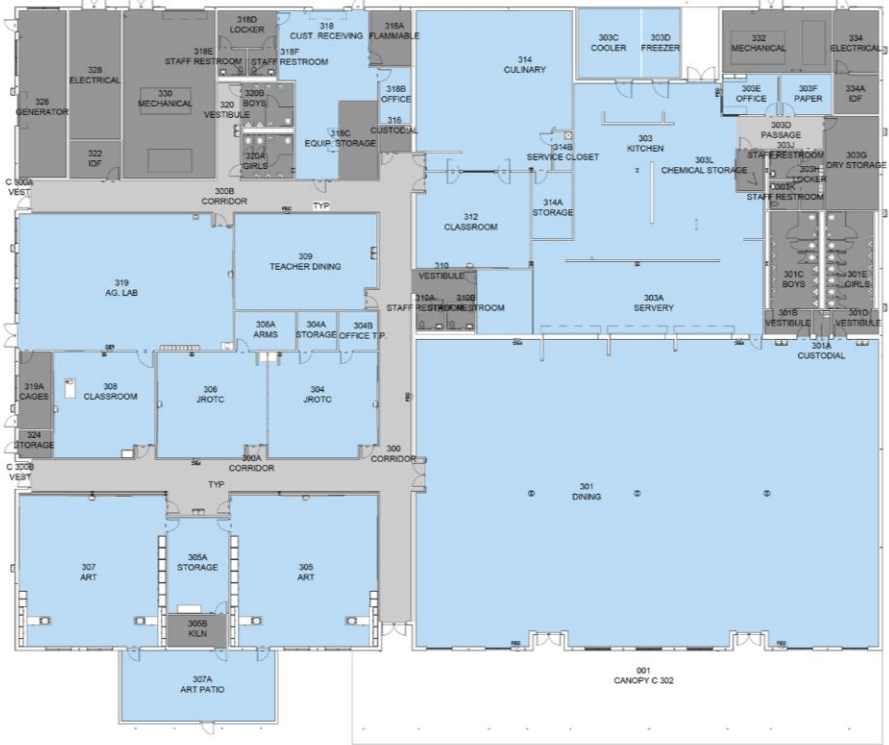 318D
LOCKER
318
CUST. RECEIVING
318A
FLAMMABLE
314
CULINARY
303C
COOLER
303D
FREEZER
332
MECHANICAL
334
ELECTRICAL
328
ELECTRICAL
318E
STAFF RESTROOM
318F
STAFF RESTROOM
326
GENERATOR
330
MECHANICAL
320
VESTIBULE
320B
BOYS
318B
OFFICE
303E
OFFICE
303F
PAPER
334A
IDF
318C
EQUIP. STORAGE
316
CUSTODIAL
303
KITCHEN
303D
PASSAGE
322
IDF
320A
GIRLS
314B
SERVICE CLOSET
303L
CHEMICAL STORAGE
303J
STAFF RESTROOM
303G
DRY STORAGE
303H
LOCKER
303K
STAFF RESTROOM
C 300A
VEST
300B
CORRIDOR
TYP
314A
STORAGE
312
CLASSROOM
309
TEACHER DINING
319
AG. LAB
310
VESTIBULE
310A
STAFF RESTROOM
310B
RESTROOM
303A
SERVERY
301C
BOYS
301E
GIRLS
301B
VESTIBULE
301D
VESTIBULE
301A
CUSTODIAL
306A
ARMS
304A
STORAGE
304B
OFFICE T.P.
319A
CAGES
308
CLASSROOM
306
JROTC
304
JROTC
324
STORAGE
300A
CORRIDOR
300
CORRIDOR
C 300B
VEST
TYP
301
DINING
307
ART
305A
STORAGE
305
ART
305B
KILN
307A
ART PATIO
001
CANOPY C 302